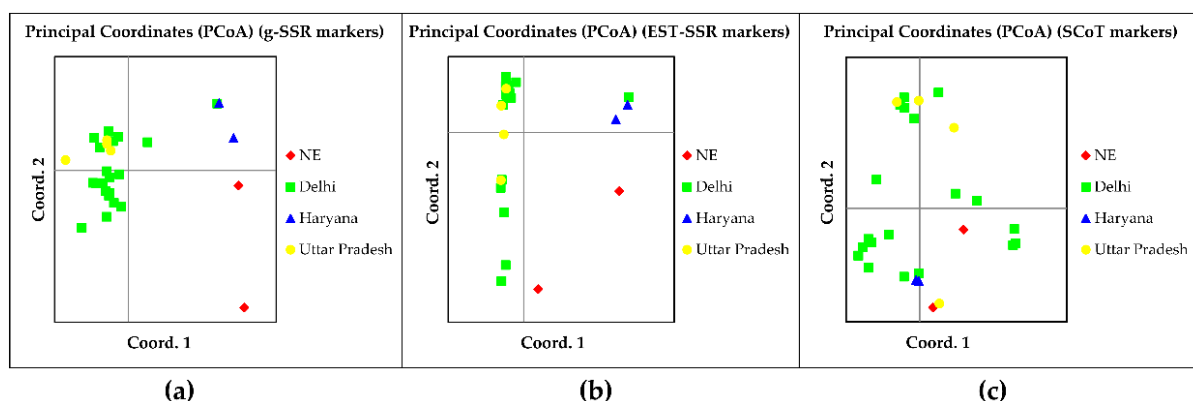 Principal Coordinates (PCoA) (g-SSR markers)
Coord. 2
NE
Delhi
Haryana
Uttar Pradesh
Coord. 1
(a)
Principal Coordinates (PCoA) (EST-SSR markers)
Coord. 2
NE
Delhi
Haryana
Uttar Pradesh
Coord. 1
(b)
Principal Coordinates (PCoA) (SCoT markers)
Coord. 2
NE
Delhi
Haryana
Uttar Pradesh
Coord. 1
(c)